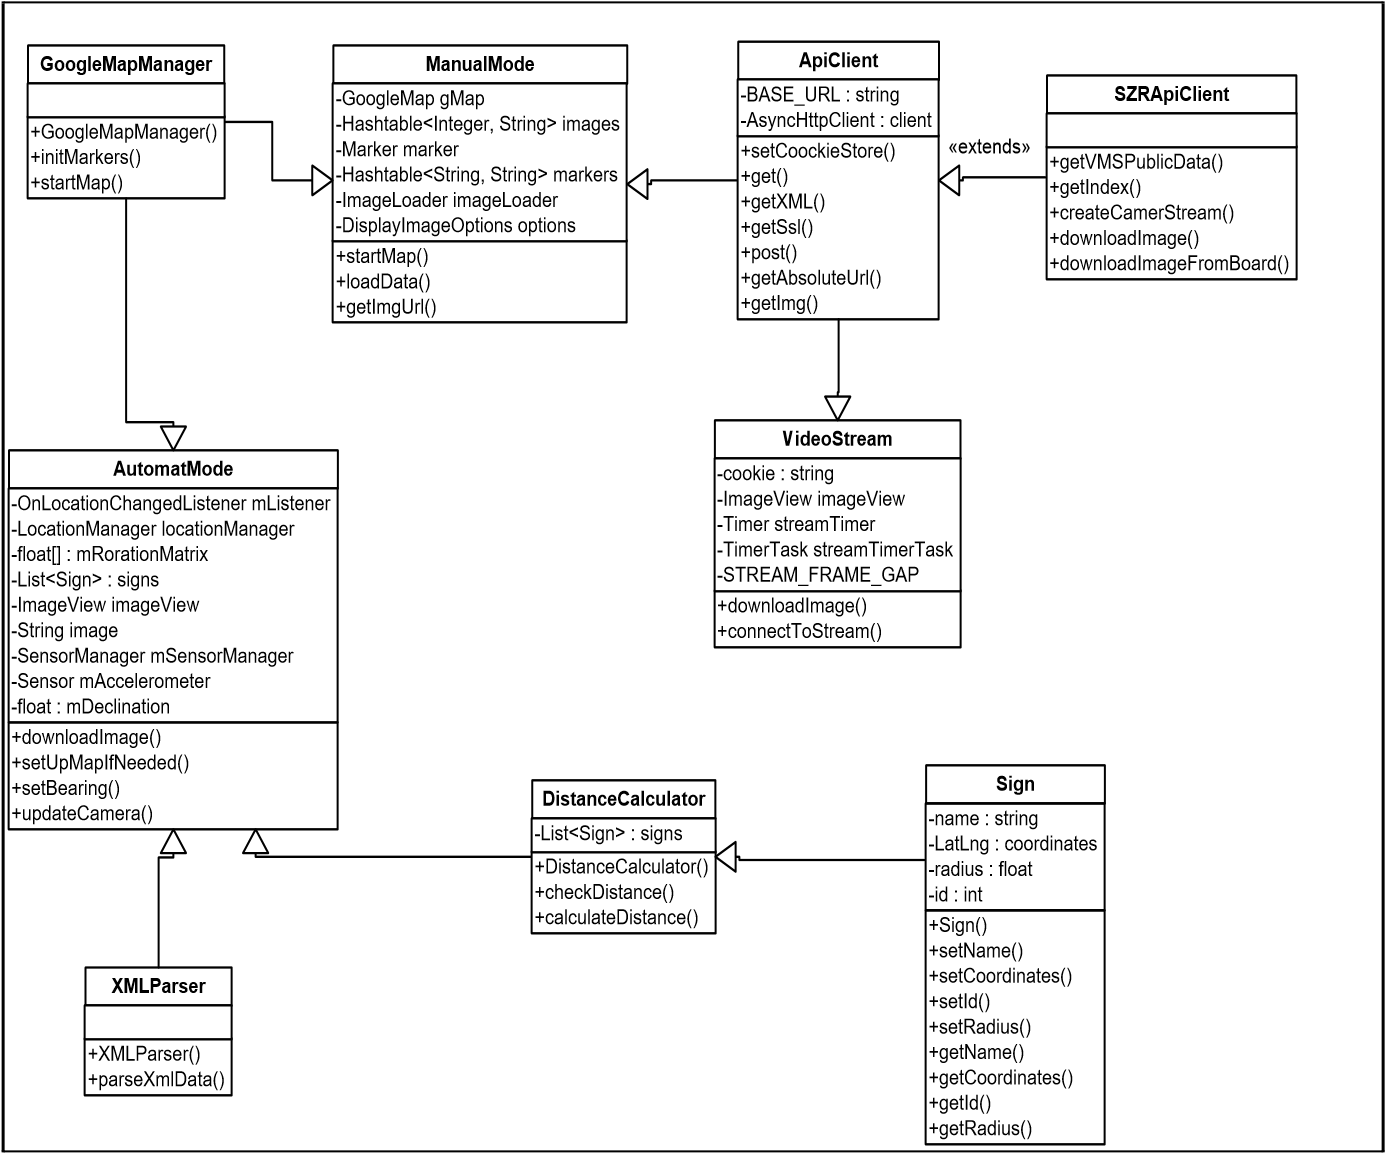 GoogleMapManager
+GoogleMapManager()
+initMarkers()
+startMap()
ManualMode
-GoogleMap gMap
-Hashtable<Integer, String> images
-Marker marker
-Hashtable<String, String> markers
-ImageLoader imageLoader
-DisplayImageOptions options
+startMap()
+loadData()
+getImgUrl()
ApiClient
-BASE_URL : string
-AsyncHttpClient : client
+setCoockieStore()
+get()
+getXML()
+getSsl()
+post()
+getAbsoluteUrl()
+getImg()
«extends»
SZRApiClient
+getVMSPublicData()
+getIndex()
+createCamerStream()
+downloadImage()
+downloadImageFromBoard()
VideoStream
-cookie : string
-ImageView imageView
-Timer streamTimer
-TimerTask streamTimerTask
-STREAM_FRAME_GAP
+downloadImage()
+connectToStream()
AutomatMode
-OnLocationChangedListener mListener
-LocationManager locationManager
-float[] : mRorationMatrix
-List<Sign> : signs
-ImageView imageView
-String image
-SensorManager mSensorManager
-Sensor mAccelerometer
-float : mDeclination
+downloadImage()
+setUpMapIfNeeded()
+setBearing()
+updateCamera()
DistanceCalculator
-List<Sign> : signs
+DistanceCalculator()
+checkDistance()
+calculateDistance()
Sign
-name : string
-LatLng : coordinates
-radius : float
-id : int
+Sign()
+setName()
+setCoordinates()
+setId()
+setRadius()
+getName()
+getCoordinates()
+getId()
+getRadius()
XMLParser
+XMLParser()
+parseXmlData()